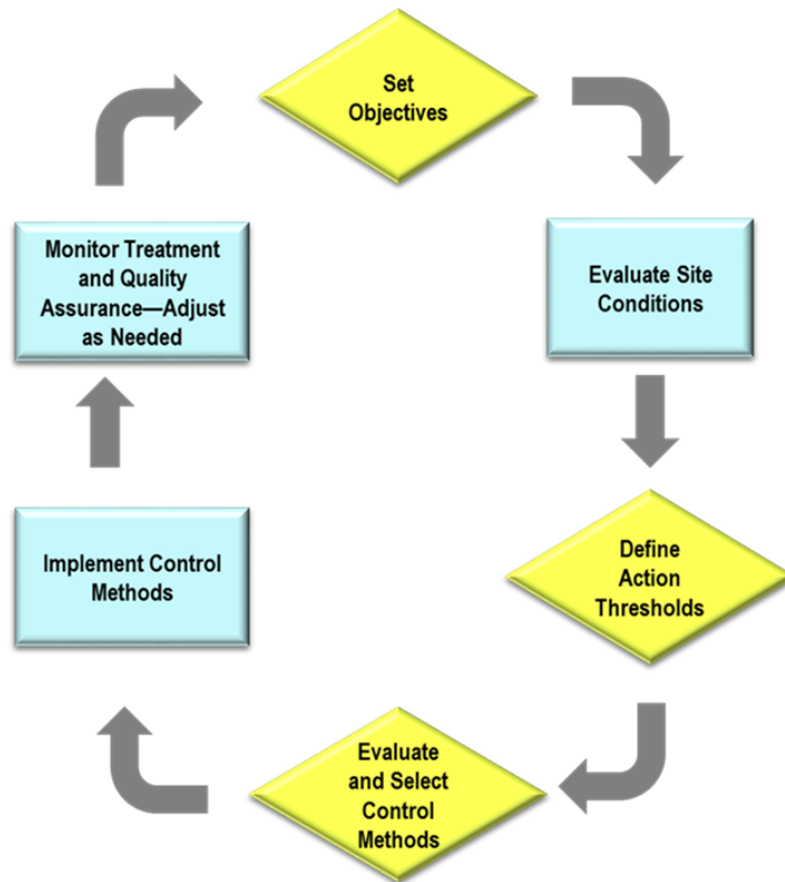 Set
Objectives
Evaluate Site
Conditions
Define
Action
Thresholds
Evaluate
and Select
Control
Methods
Implement Control
Methods
Monitor Treatment
and Quality
Assurance—Adjust
as Needed